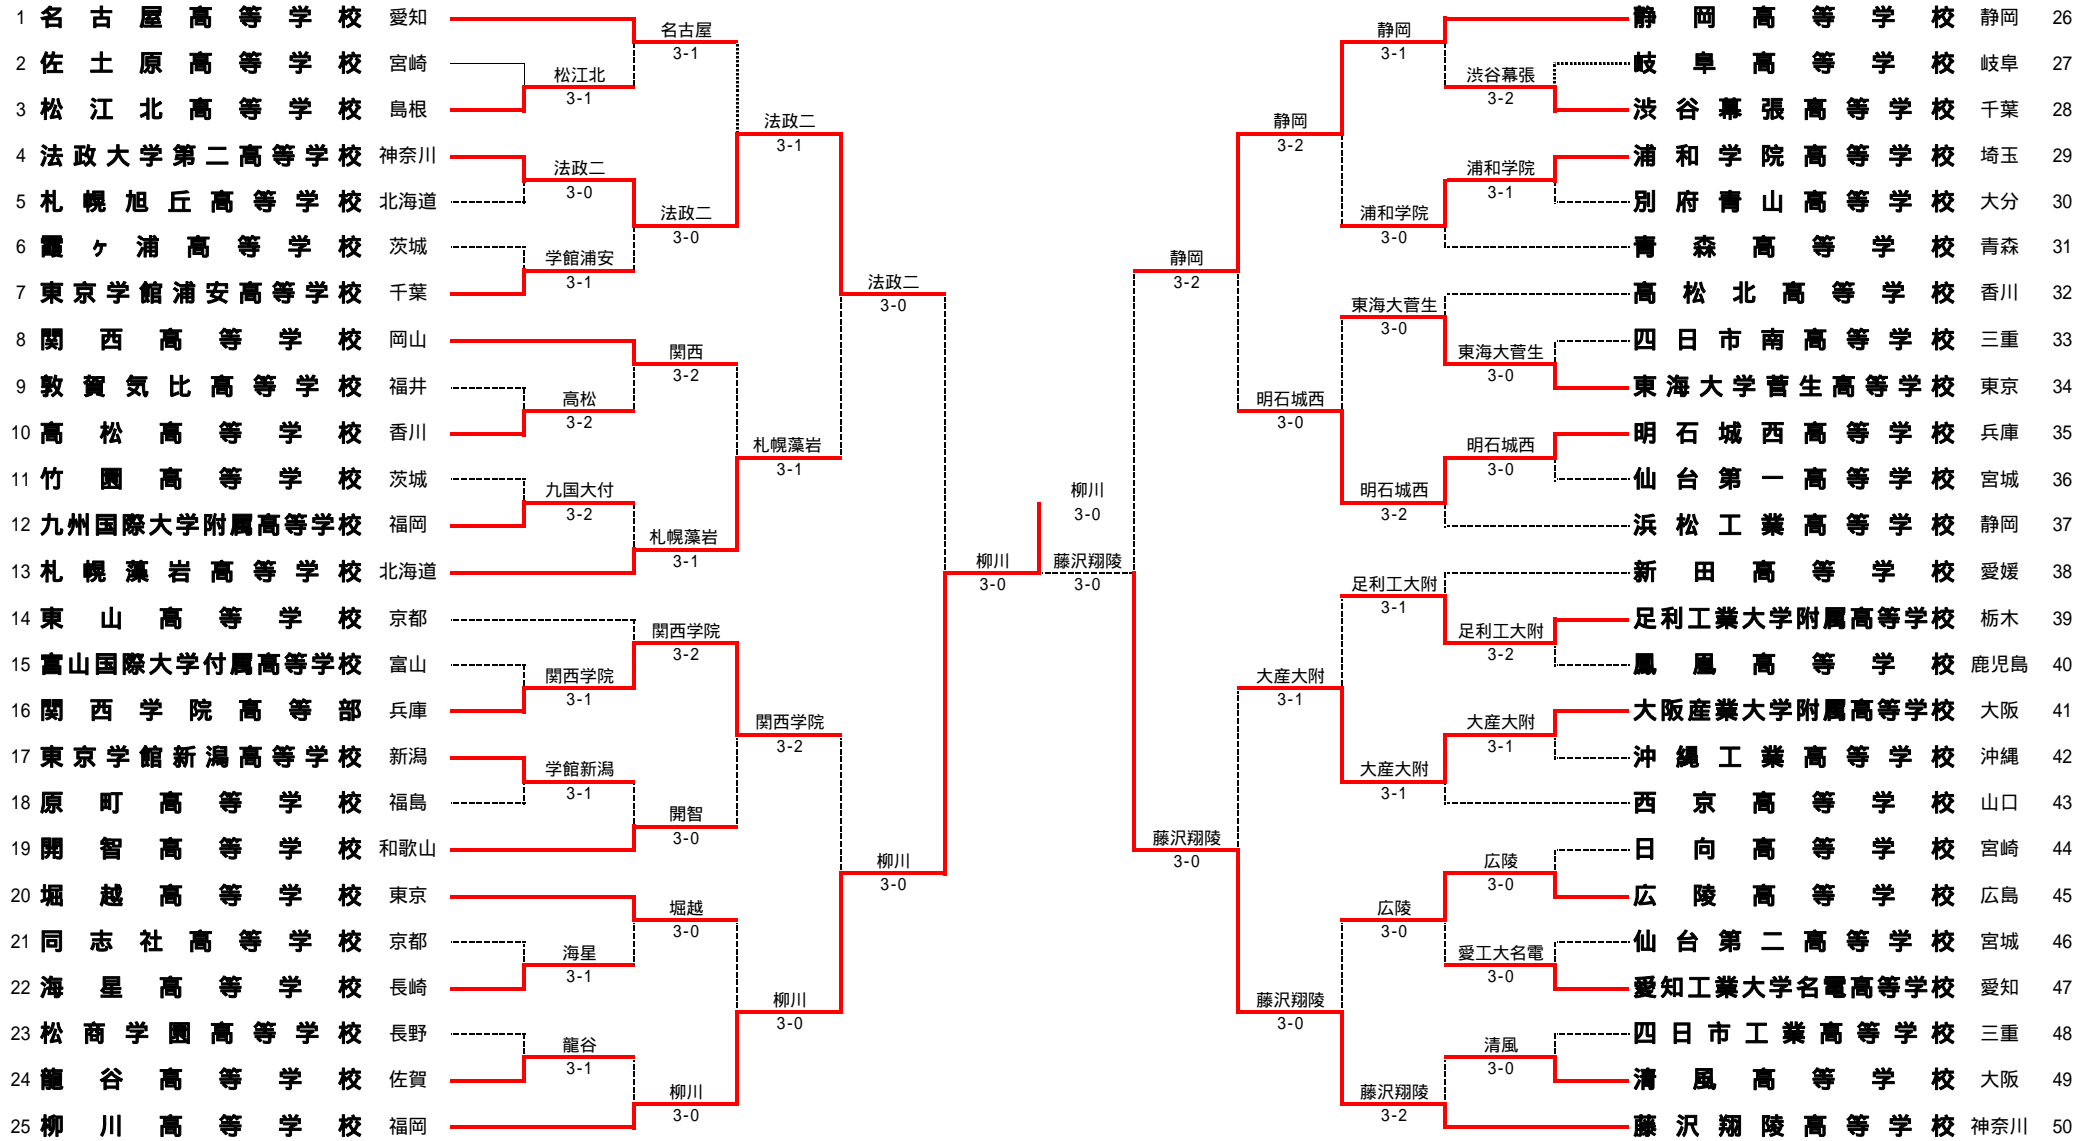 1 名古屋高等学校 愛知
2 佐土原高等学校 宮崎
3 松江北高等学校 島根
4 法政大学第二高等学校 神奈川
5 札幌旭丘高等学校 北海道
6 霞ヶ浦高等学校 茨城
7 東京学館浦安高等学校 千葉
8 関西高等学校 岡山
9 敦賀気比高等学校 福井
10 高松高等学校 香川
11 竹園高等学校 茨城
12 九州国際大学附属高等学校 福岡
13 札幌藻岩高等学校 北海道
14 東山高等学校 京都
15 富山国際大学付属高等学校 富山
16 関西学院高等部 兵庫
17 東京学館新潟高等学校 新潟
18 原町高等学校 福島
19 開智高等学校 和歌山
20 堀越高等学校 東京
21 同志社高等学校 京都
22 海星高等学校 長崎
23 松商学園高等学校 長野
24 龍谷高等学校 佐賀
25 柳川高等学校 福岡
松江北
3-1
法政二
3-0
学館浦安
3-1
高松
3-2
九国大付
3-2
関西学院
3-1
学館新潟
3-1
海星
3-1
龍谷
3-1
名古屋
3-1
法政二
3-0
関西
3-2
札幌藻岩
3-1
関西学院
3-2
開智
3-0
堀越
3-0
柳川
3-0
法政二
3-1
札幌藻岩
3-1
関西学院
3-2
柳川
3-0
法政二
3-0
柳川
3-0
柳川
3-0
柳川
3-0
藤沢翔陵
3-0
静岡
3-2
藤沢翔陵
3-0
静岡
3-2
明石城西
3-0
大産大附
3-1
藤沢翔陵
3-0
静岡
3-1
浦和学院
3-0
東海大菅生
3-0
明石城西
3-2
足利工大附
3-1
大産大附
3-1
広陵
3-0
藤沢翔陵
3-2
渋谷幕張
3-2
浦和学院
3-1
東海大菅生
3-0
明石城西
3-0
足利工大附
3-2
大産大附
3-1
広陵
3-0
愛工大名電
3-0
清風
3-0
静岡高等学校 静岡 26
岐阜高等学校 岐阜 27
渋谷幕張高等学校 千葉 28
浦和学院高等学校 埼玉 29
別府青山高等学校 大分 30
青森高等学校 青森 31
高松北高等学校 香川 32
四日市南高等学校 三重 33
東海大学菅生高等学校 東京 34
明石城西高等学校 兵庫 35
仙台第一高等学校 宮城 36
浜松工業高等学校 静岡 37
新田高等学校 愛媛 38
足利工業大学附属高等学校 栃木 39
鳳凰高等学校 鹿児島 40
大阪産業大学附属高等学校 大阪 41
沖縄工業高等学校 沖縄 42
西京高等学校 山口 43
日向高等学校 宮崎 44
広陵高等学校 広島 45
仙台第二高等学校 宮城 46
愛知工業大学名電高等学校 愛知 47
四日市工業高等学校 三重 48
清風高等学校 大阪 49
藤沢翔陵高等学校 神奈川 50